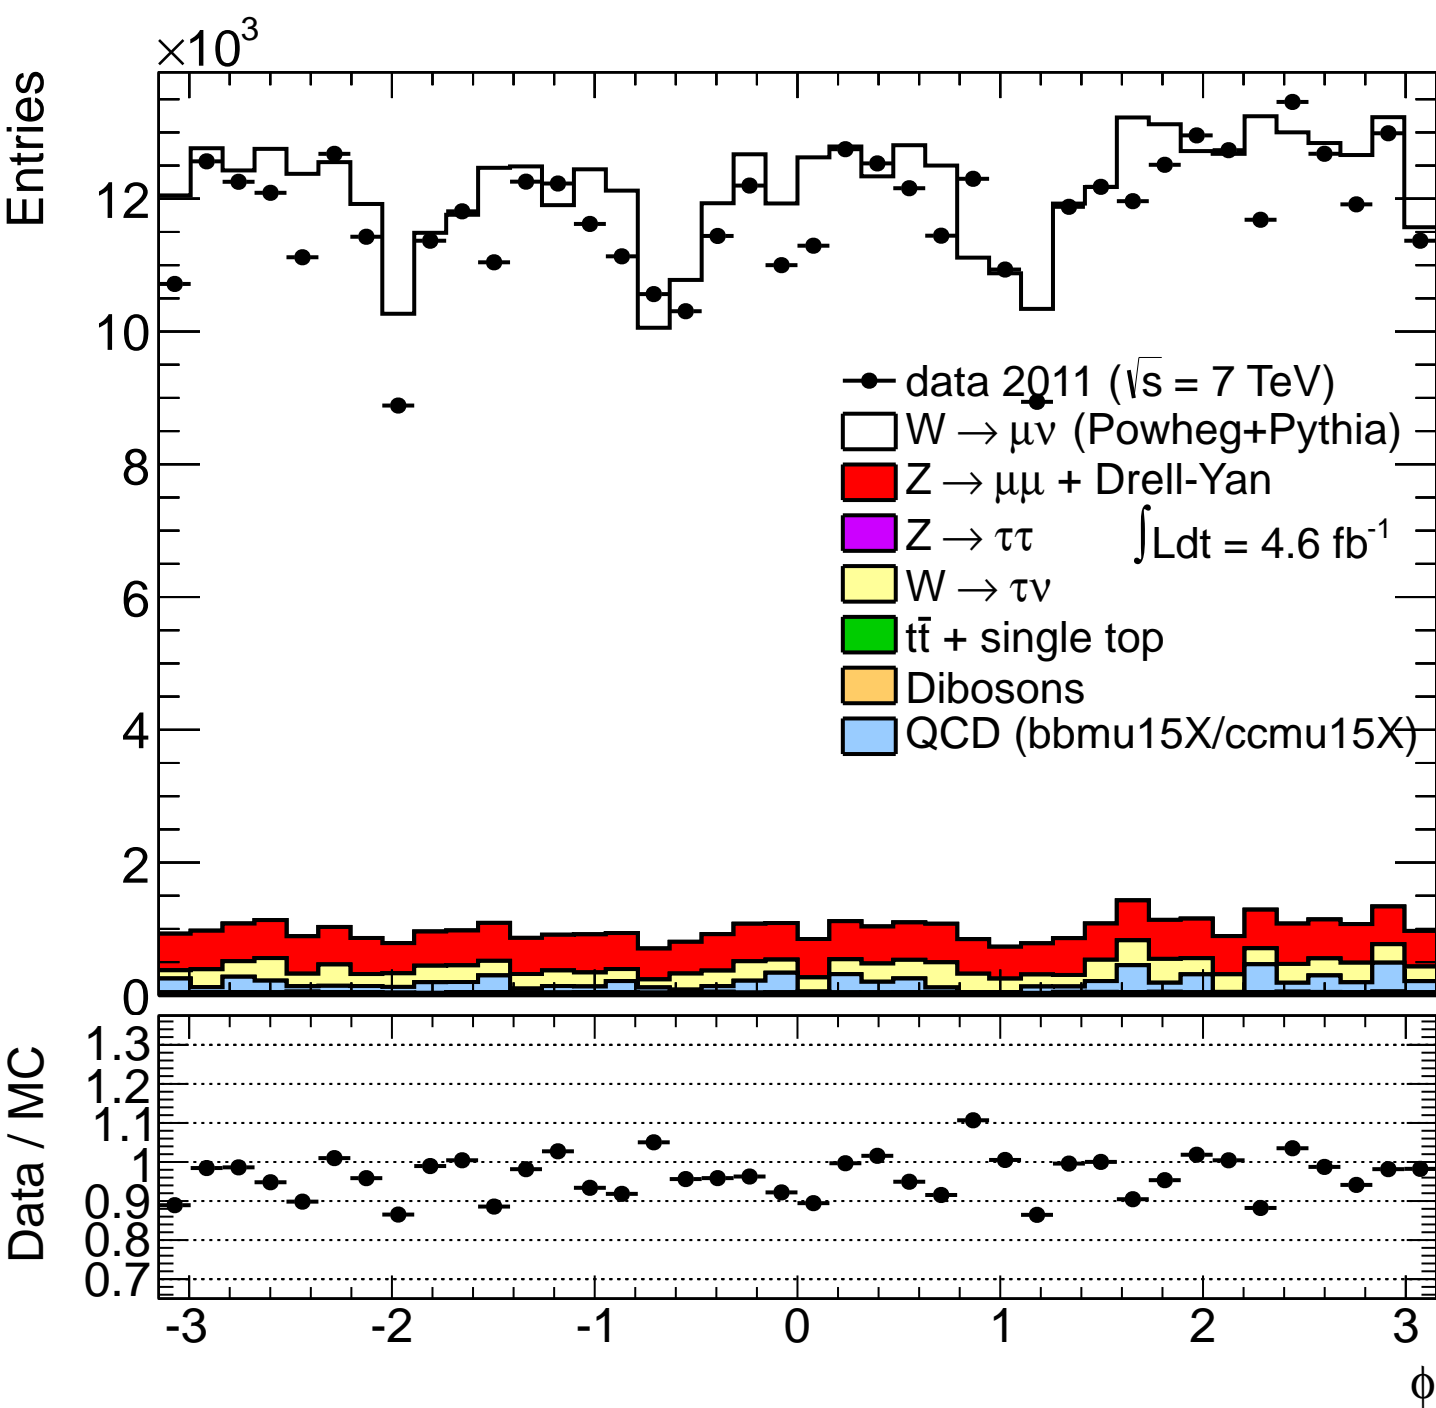 ×10³
Entries
12
10
8
6
4
2
0
data 2011 (√s = 7 TeV)
W → μν (Powheg+Pythia)
Z → μμ + Drell-Yan
Z → ττ
∫Ldt = 4.6 fb⁻¹
W → τν
tt̄ + single top
Dibosons
QCD (bbmu15X/ccmu15X)
Data / MC
1.3
1.2
1.1
1
0.9
0.8
0.7
-3 -2 -1 0 1 2 3
ϕ